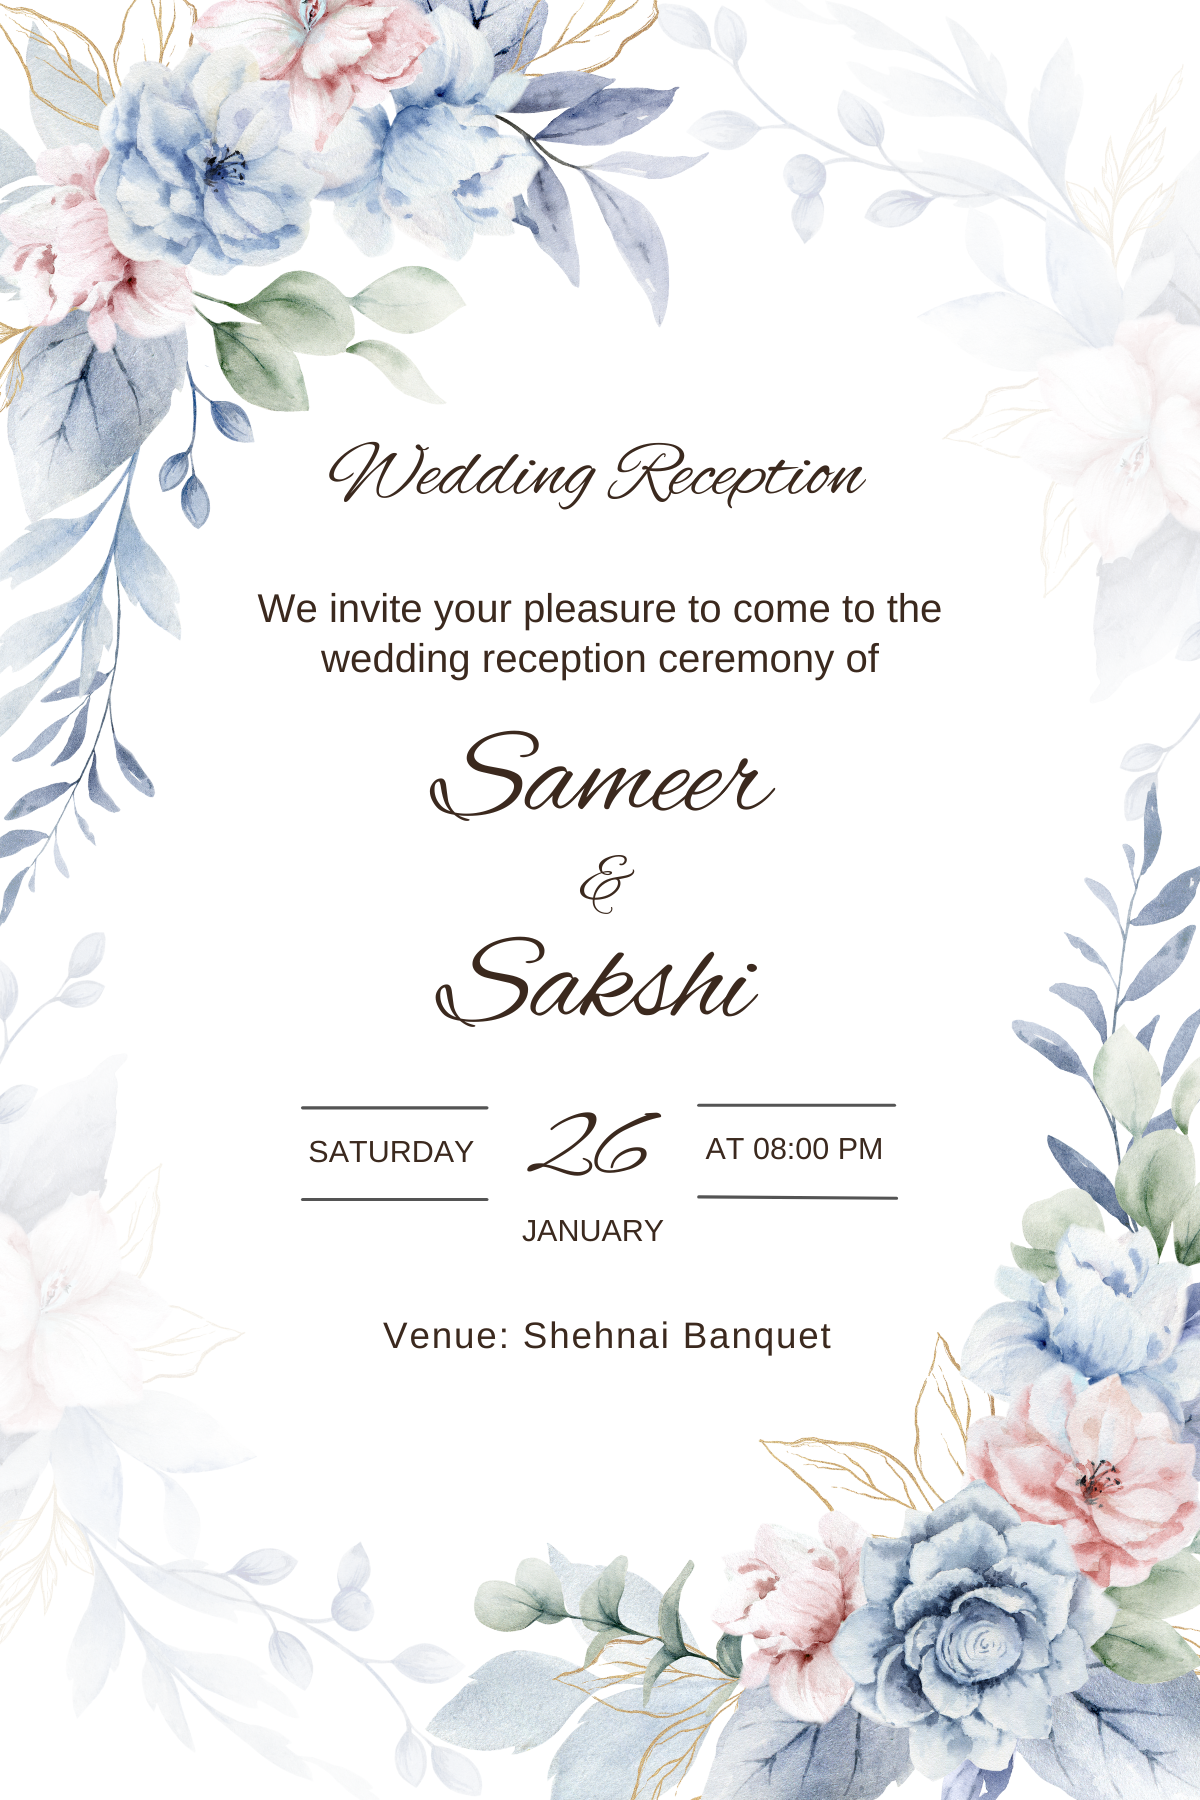 Wedding Reception
We invite your pleasure to come to the
wedding reception ceremony of
Sameer
&
Sakshi
SATURDAY
26
AT 08:00 PM
JANUARY
Venue: Shehnai Banquet